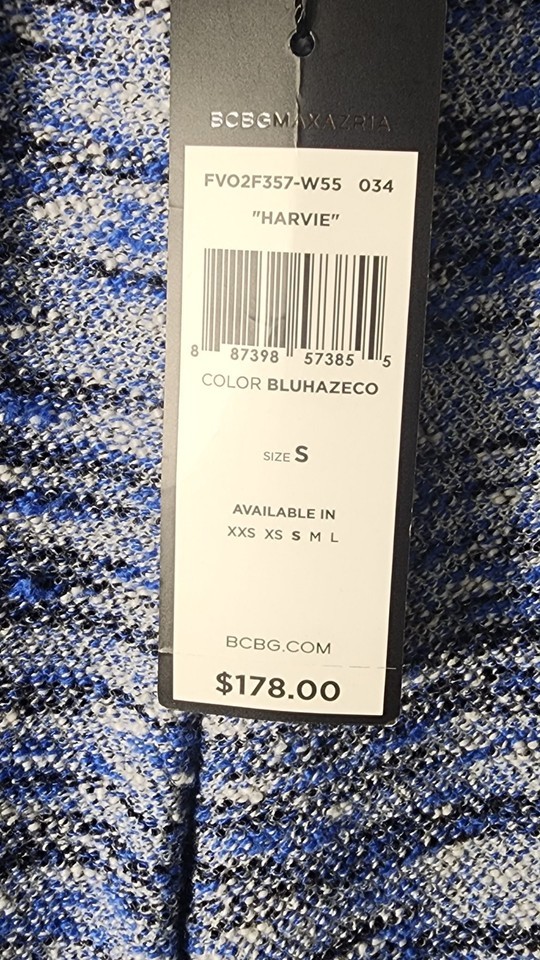 BCBGMAXAZRIA
FVO2F357-W55 034
"HARVIE"
8 87398 57385 5
COLOR BLUHAZECO
SIZE S
AVAILABLE IN
XXS XS S M L
BCBG.COM
$178.00